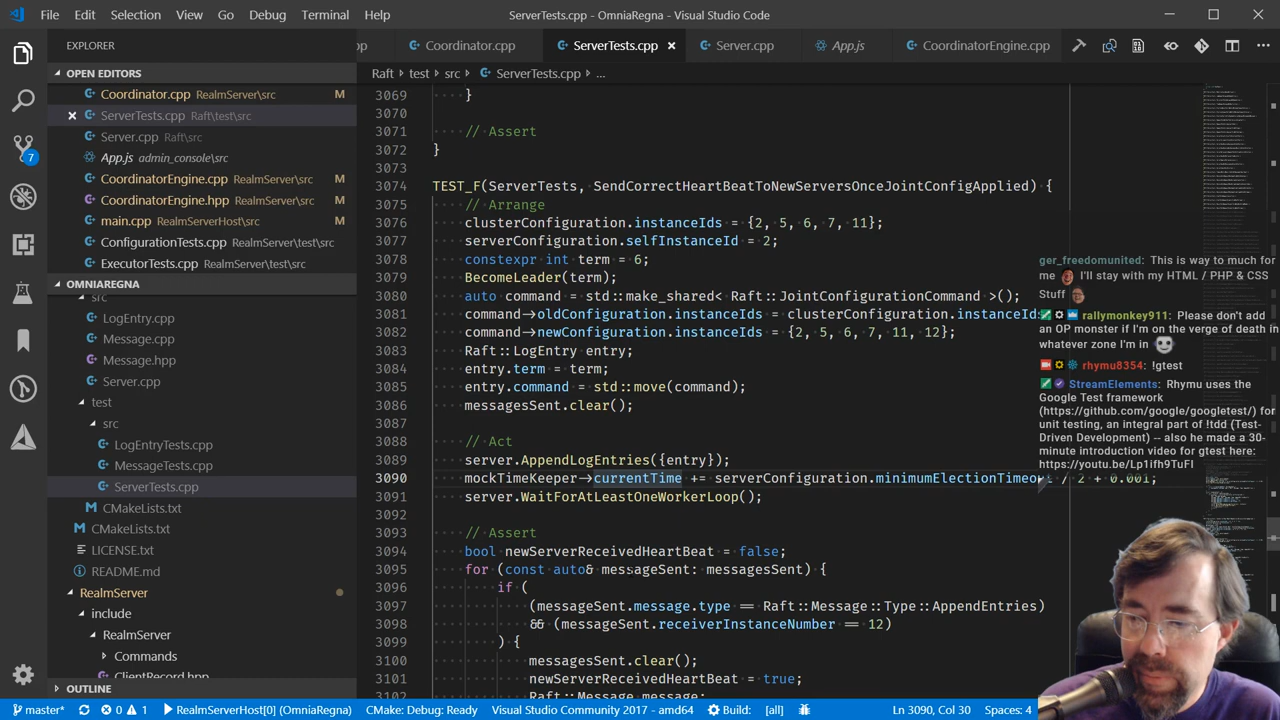 File Edit Selection View Go Debug Terminal Help
ServerTests.cpp - OmniaRegna - Visual Studio Code
EXPLORER
OPEN EDITORS
Coordinator.cpp RealmServer\src M
ServerTests.cpp Raft\test\src
Server.cpp Raft\src
App.js admin_console\src
CoordinatorEngine.cpp RealmServer\src M
CoordinatorEngine.hpp RealmServer\src M
main.cpp RealmServerHost\src M
ConfigurationTests.cpp RealmServer\test\src
ExecutorTests.cpp RealmServer\test\src
OMNIAREGNA
src
LogEntry.cpp
Message.cpp
Message.hpp
Server.cpp
test
src
LogEntryTests.cpp
MessageTests.cpp
ServerTests.cpp
CMakeLists.txt
CMakeLists.txt
LICENSE.txt
README.md
RealmServer
include
RealmServer
Commands
ClientRecord.hpp
OUTLINE
7
pp Coordinator.cpp ServerTests.cpp Server.cpp App.js CoordinatorEngine.cpp
Raft test src ServerTests.cpp ...
3069 }
3070
3071 // Assert
3072 }
3073
3074 TEST_F(ServerTests, SendCorrectHeartBeatToNewServersOnceJointConfigApplied) {
3075 // Arrange
3076 clusterConfiguration.instanceIds = {2, 5, 6, 7, 11};
3077 serverConfiguration.selfInstanceId = 2;
3078 constexpr int term = 6;
3079 BecomeLeader(term);
3080 auto command = std::make_shared< Raft::JointConfigurationCommand >();
3081 command->oldConfiguration.instanceIds = clusterConfiguration.instanceIds
3082 command->newConfiguration.instanceIds = {2, 5, 6, 7, 11, 12};
3083 Raft::LogEntry entry;
3084 entry.term = term;
3085 entry.command = std::move(command);
3086 messagesSent.clear();
3087
3088 // Act
3089 server.AppendLogEntries({entry});
3090 mockTimeKeeper->currentTime += serverConfiguration.minimumElectionTimeout / 2 + 0.001;
3091 server.WaitForAtLeastOneWorkerLoop();
3092
3093 // Assert
3094 bool newServerReceivedHeartBeat = false;
3095 for (const auto& messageSent: messagesSent) {
3096 if (
3097 (messageSent.message.type == Raft::Message::Type::AppendEntries)
3098 && (messageSent.receiverInstanceNumber == 12)
3099 ) {
3100 messagesSent.clear();
3101 newServerReceivedHeartBeat = true;
3102 Raft::Message message;
ger_freedomunited: This is way to much for
me I'll stay with my HTML / PHP & CSS
Stuff
rallymonkey911: Please don't add
an OP monster if I'm on the verge of death in
whatever zone I'm in
rhymu8354: !gtest
StreamElements: Rhymu uses the
Google Test framework
(https://github.com/google/googletest/) for
unit testing, an integral part of !tdd (Test-
Driven Development) -- also he made a 30-
minute introduction video for gtest here:
https://youtu.be/Lp1ifh9TuFI
master* 0 1 RealmServerHost[0] (OmniaRegna) CMake: Debug: Ready Visual Studio Community 2017 - amd64 Build: [all] Ln 3090, Col 30 Spaces: 4